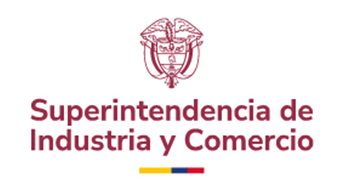 Superintendencia de
Industria y Comercio